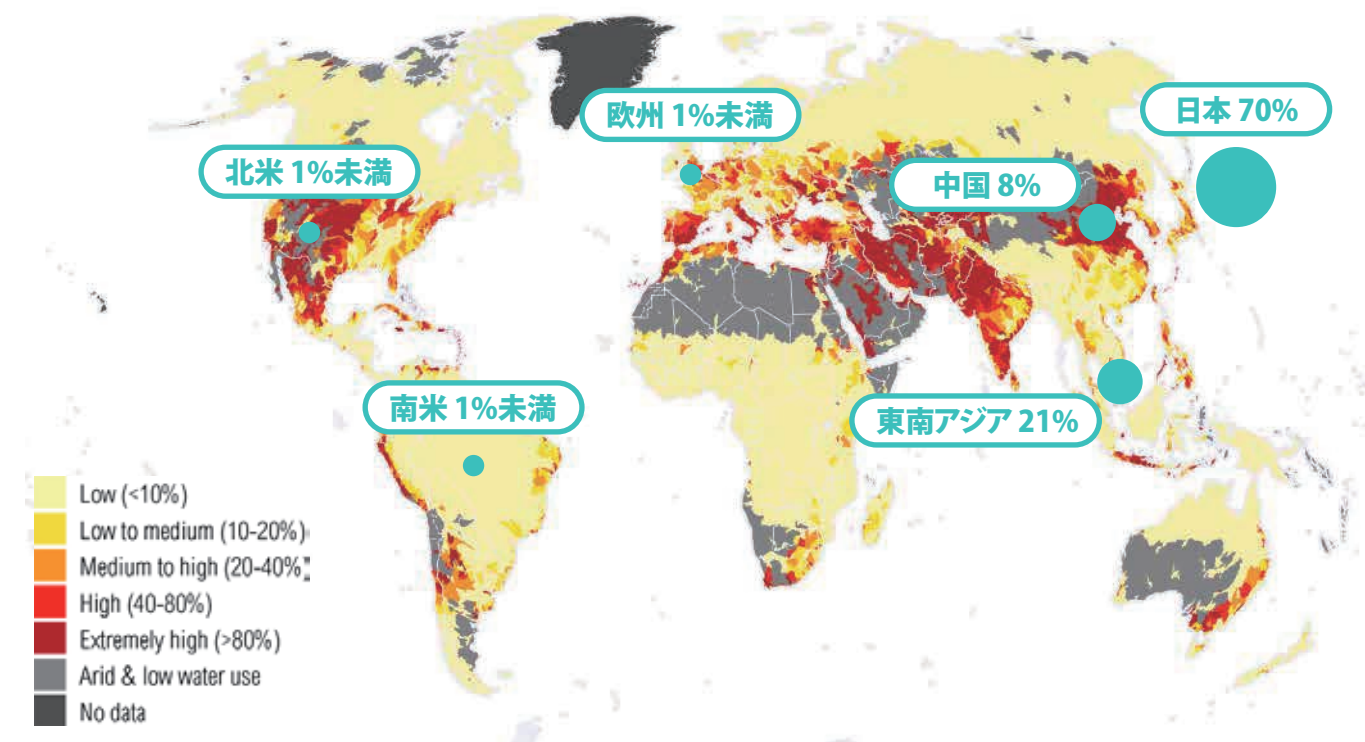 欧州 1%未満
日本 70%
北米 1%未満
中国 8%
南米 1%未満
東南アジア 21%
Low (<10%)
Low to medium (10-20%)
Medium to high (20-40%
High (40-80%)
Extremely high (>80%)
Arid & low water use
No data